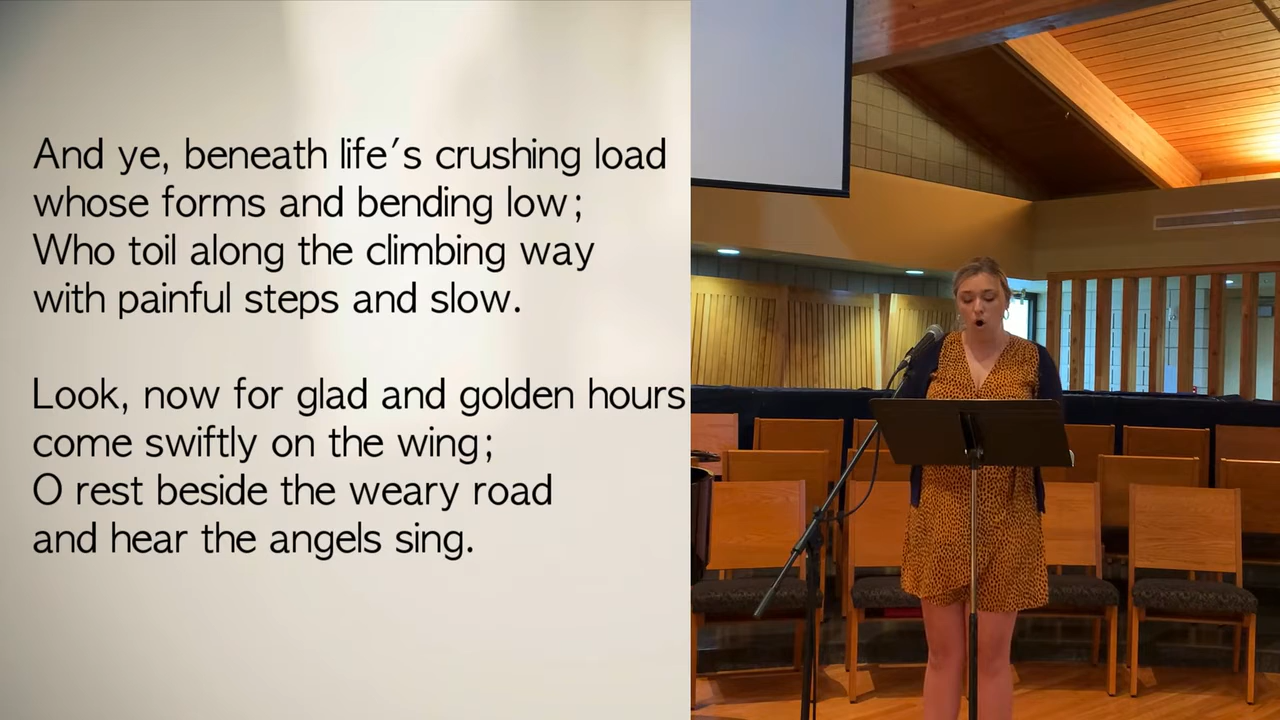 And ye, beneath life's crushing load
whose forms and bending low;
Who toil along the climbing way
with painful steps and slow.
Look, now for glad and golden hours
come swiftly on the wing;
O rest beside the weary road
and hear the angels sing.